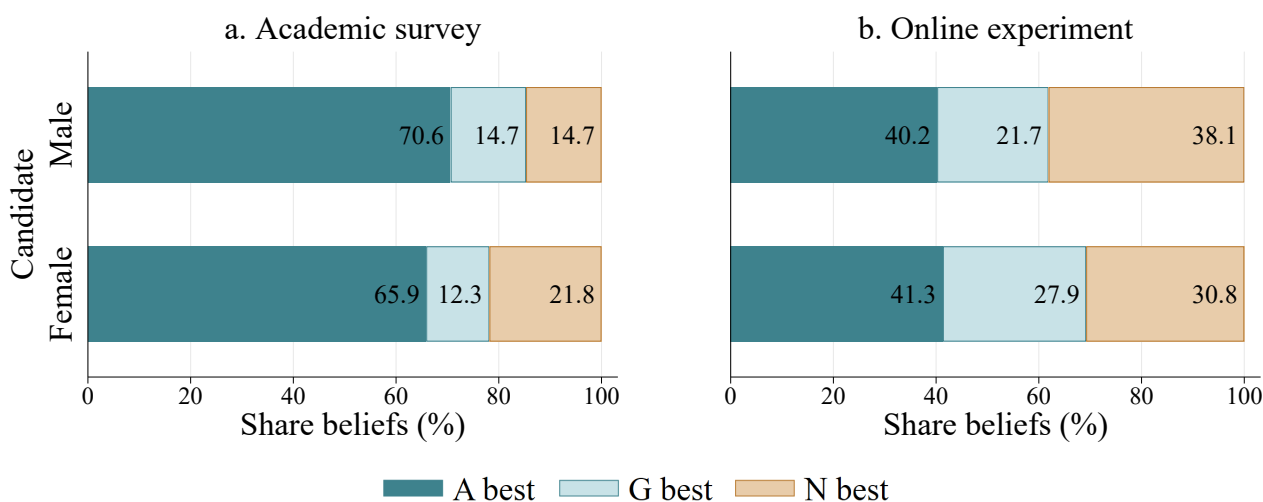 a. Academic survey
b. Online experiment
Candidate
Male
70.6 14.7 14.7
40.2 21.7 38.1
Female
65.9 12.3 21.8
41.3 27.9 30.8
0 20 40 60 80 100
0 20 40 60 80 100
Share beliefs (%)
Share beliefs (%)
A best G best N best